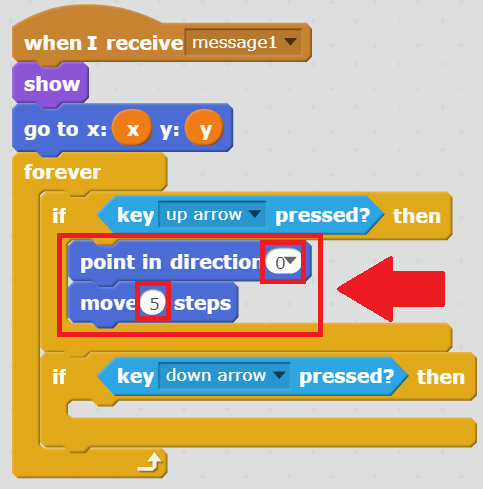 when I receive message1
show
go to x: x y: y
forever
if key up arrow pressed? then
point in direction 0
move 5 steps
if key down arrow pressed? then